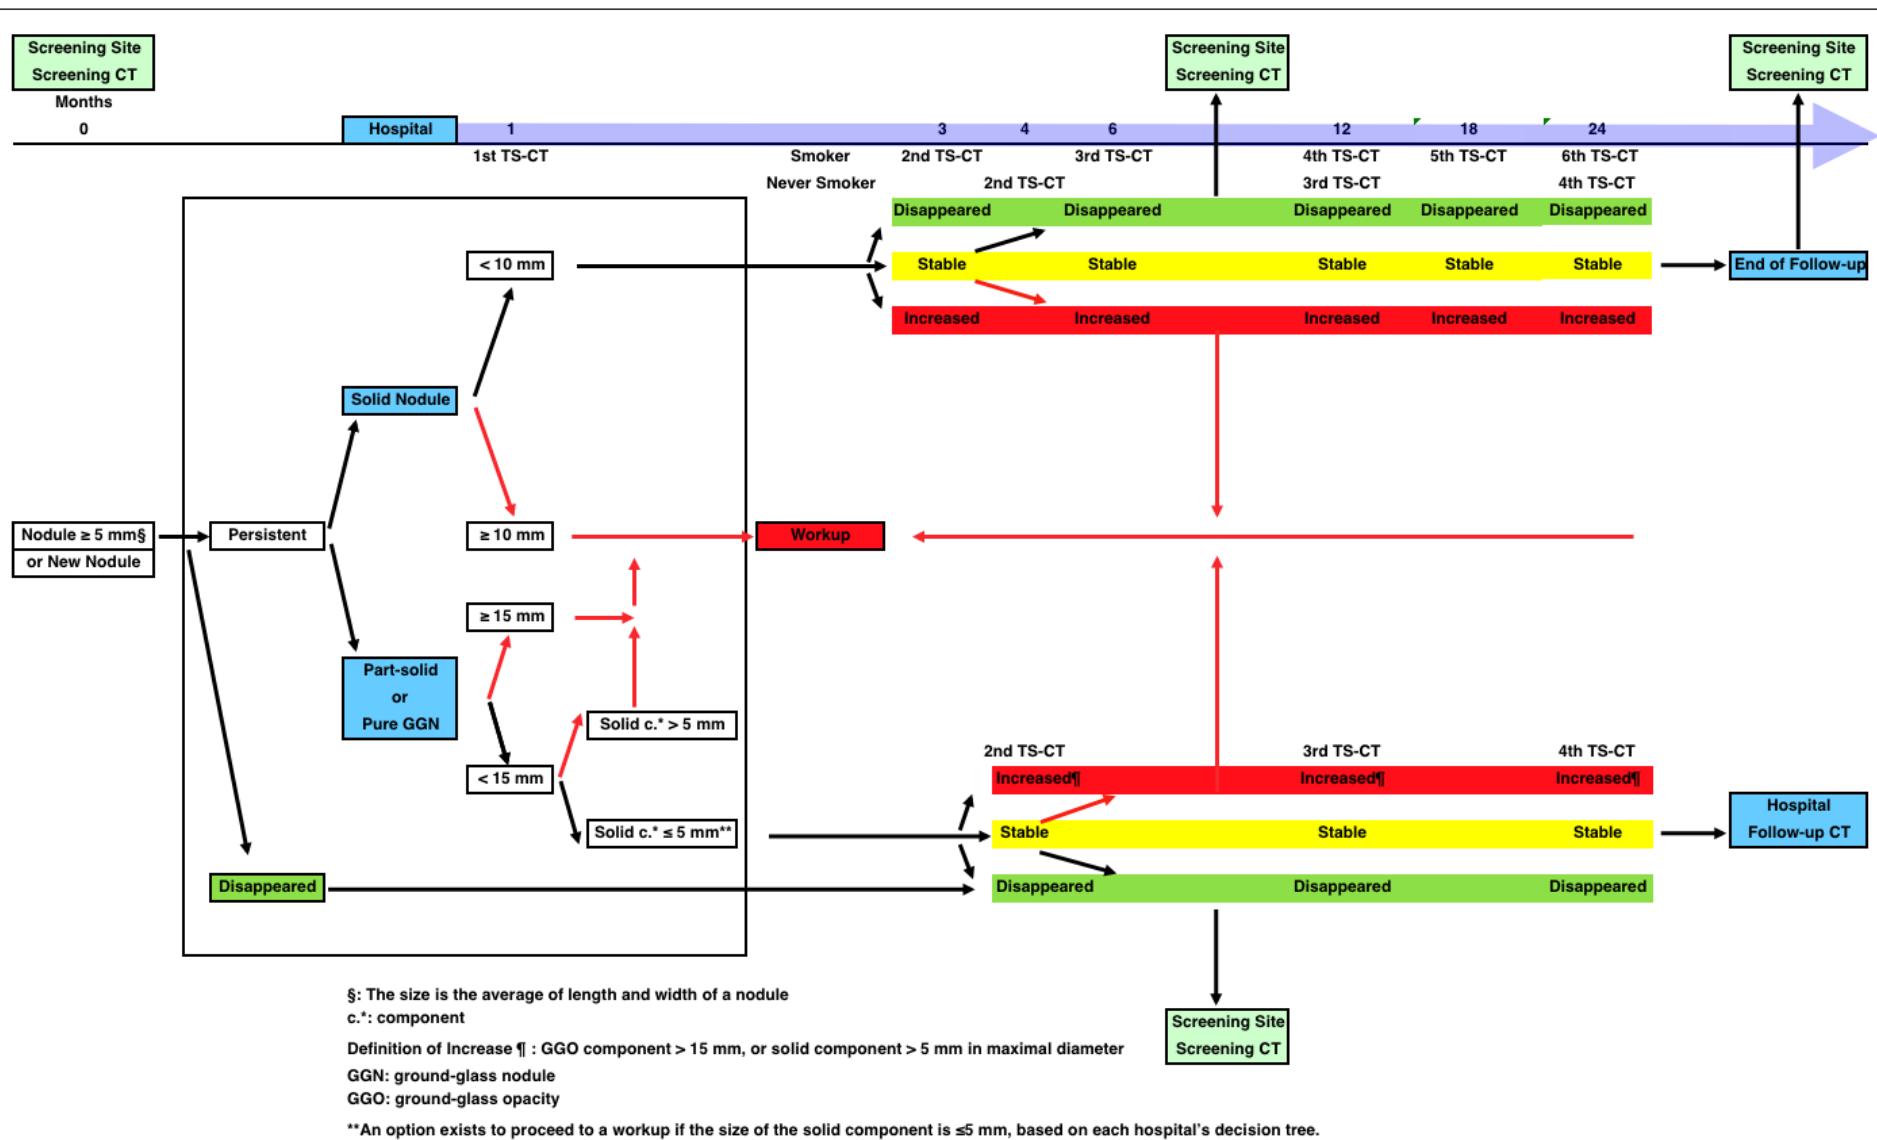 Screening Site
Screening CT
Screening Site
Screening CT
Screening Site
Screening CT
Months
0 Hospital 1 3 4 6 12 18 24
1st TS-CT Smoker 2nd TS-CT 3rd TS-CT 4th TS-CT 5th TS-CT 6th TS-CT
Never Smoker 2nd TS-CT 3rd TS-CT 4th TS-CT
Disappeared Disappeared Disappeared Disappeared Disappeared
< 10 mm Stable Stable Stable Stable Stable End of Follow-up
Increased Increased Increased Increased Increased
Solid Nodule
Nodule ≥ 5 mm§
or New Nodule
Persistent
≥ 10 mm
Workup
≥ 15 mm
Part-solid
or
Pure GGN
Solid c.* > 5 mm
< 15 mm
Solid c.* ≤ 5 mm**
2nd TS-CT 3rd TS-CT 4th TS-CT
Increased¶ Increased¶ Increased¶
Stable Stable Stable
Hospital
Follow-up CT
Disappeared
Disappeared Disappeared Disappeared
Screening Site
Screening CT
§: The size is the average of length and width of a nodule
c.*: component
Definition of Increase ¶ : GGO component > 15 mm, or solid component > 5 mm in maximal diameter
GGN: ground-glass nodule
GGO: ground-glass opacity
**An option exists to proceed to a workup if the size of the solid component is ≤5 mm, based on each hospital's decision tree.